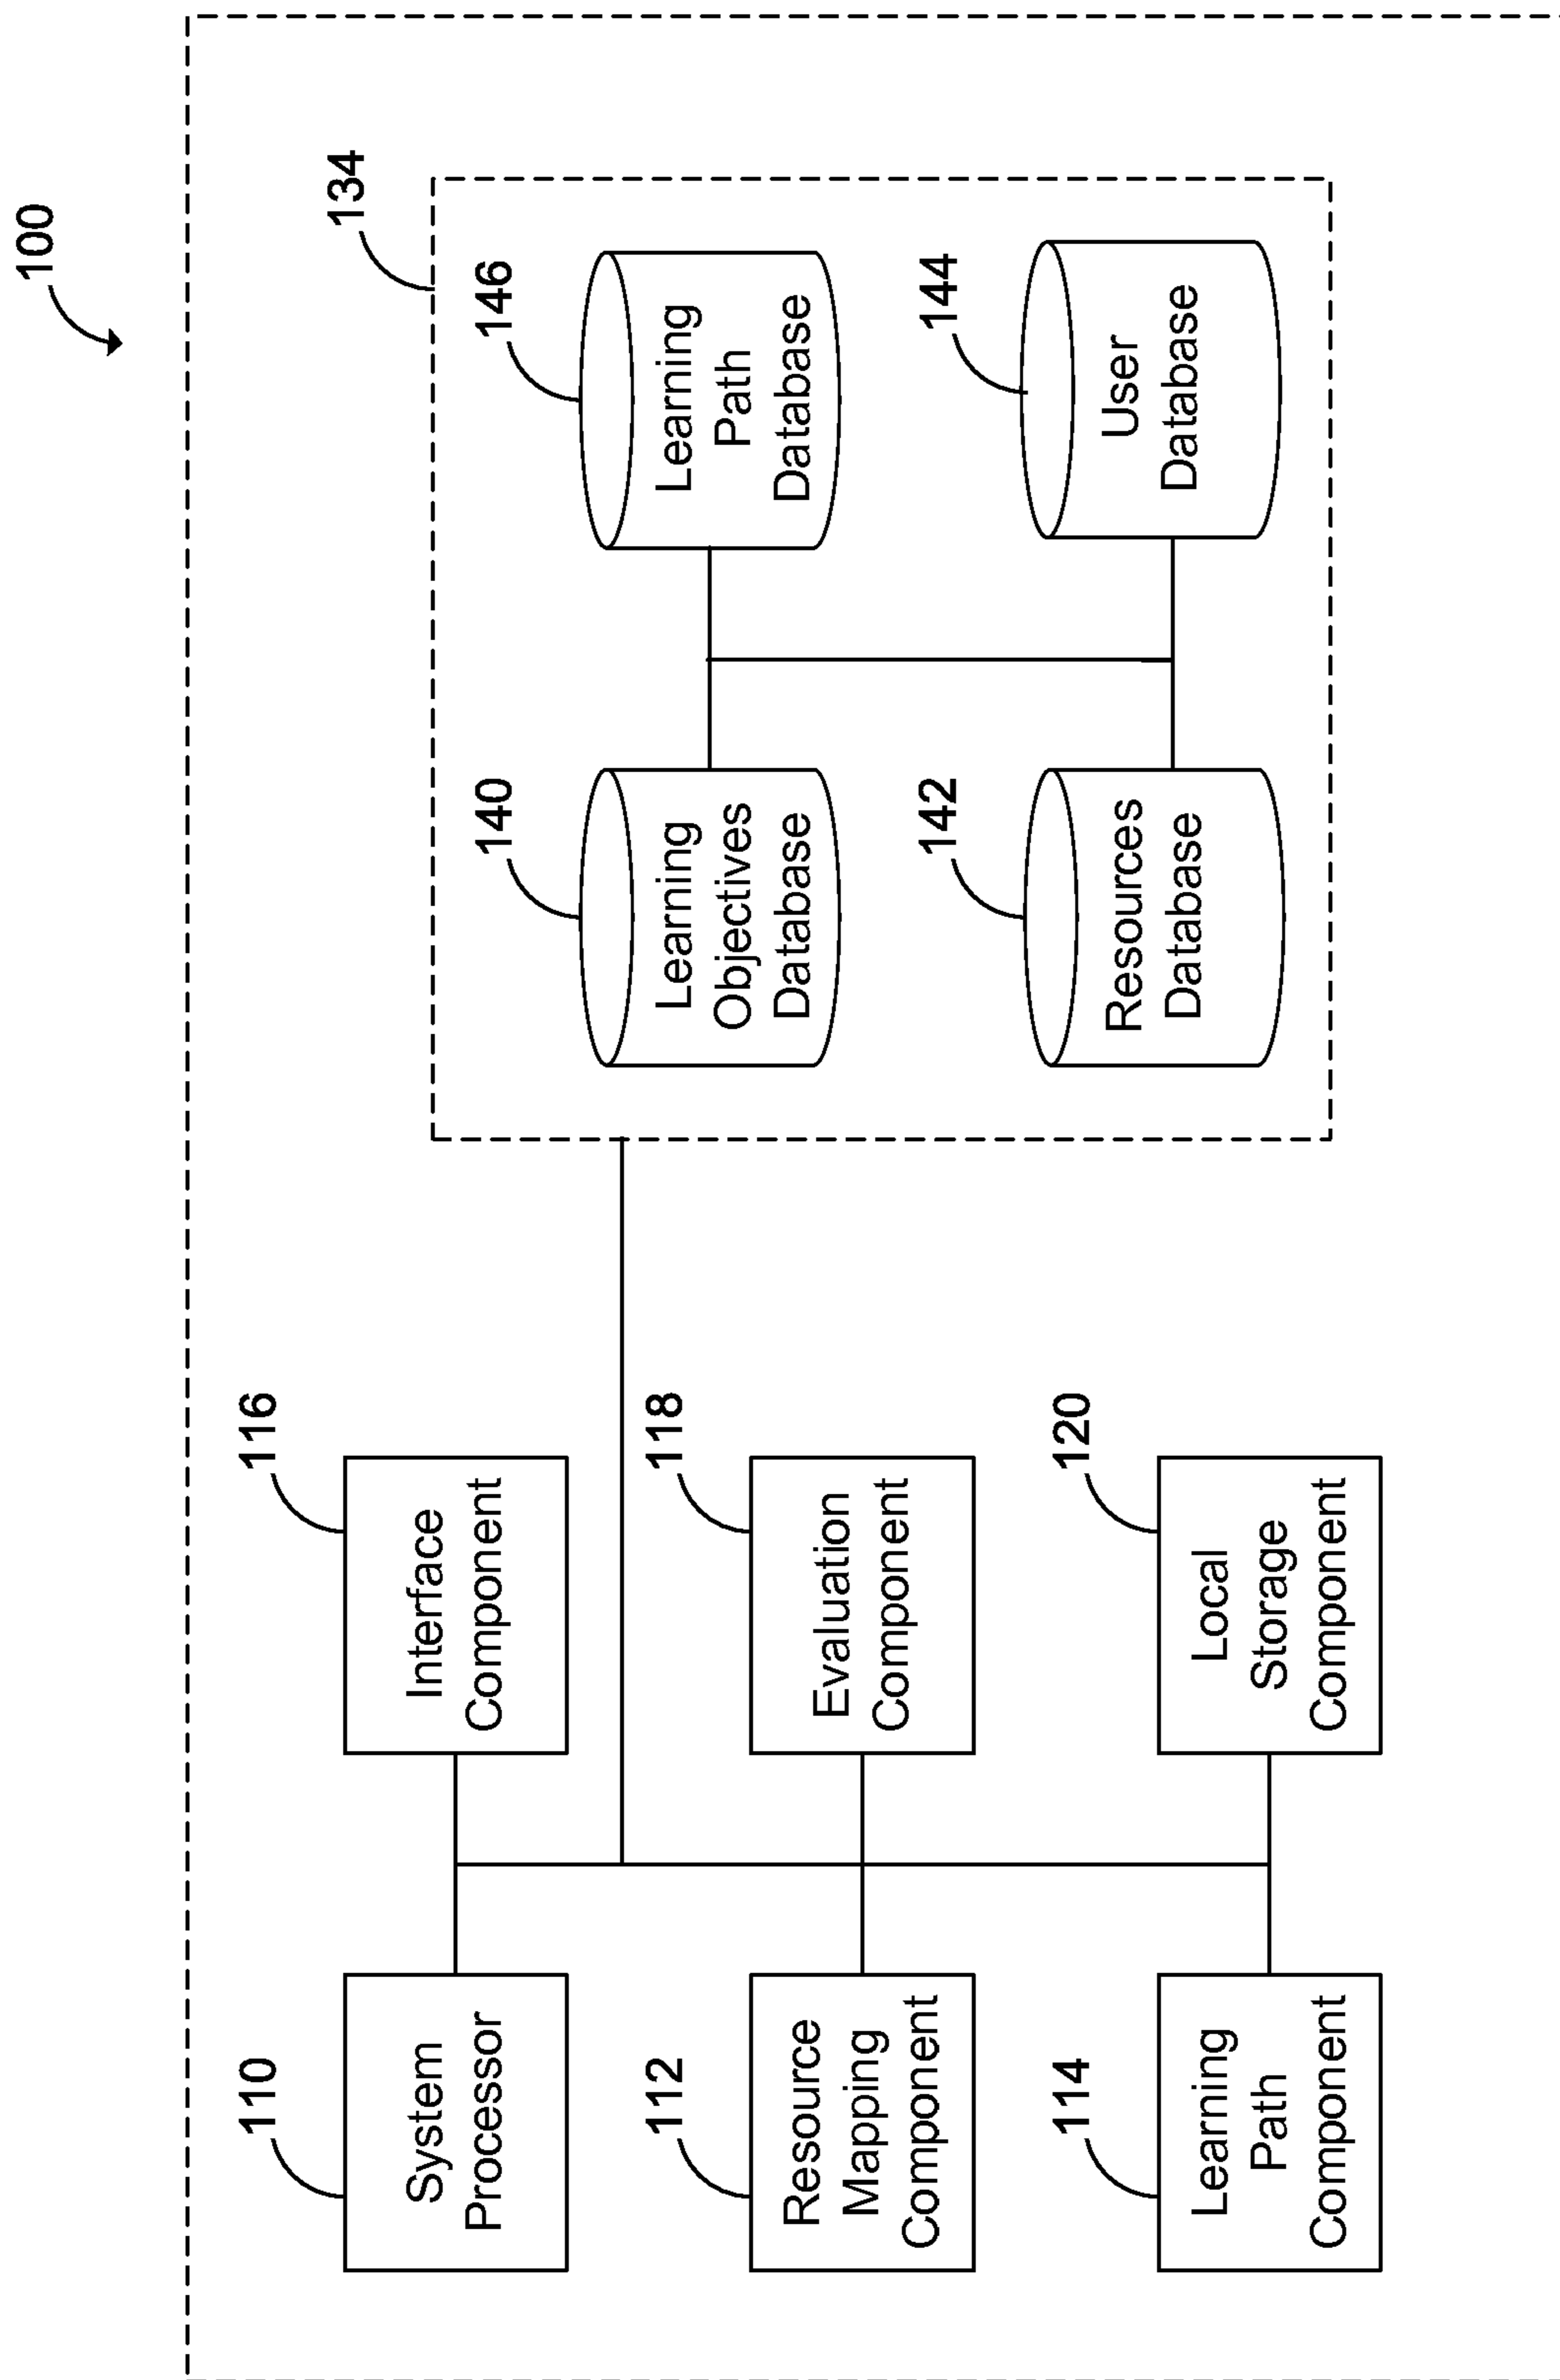 100
134
110
System
Processor
116
Interface
Component
140
Learning
Objectives
Database
146
Learning
Path
Database
112
Resource
Mapping
Component
118
Evaluation
Component
142
Resources
Database
144
User
Database
114
Learning
Path
Component
120
Local
Storage
Component